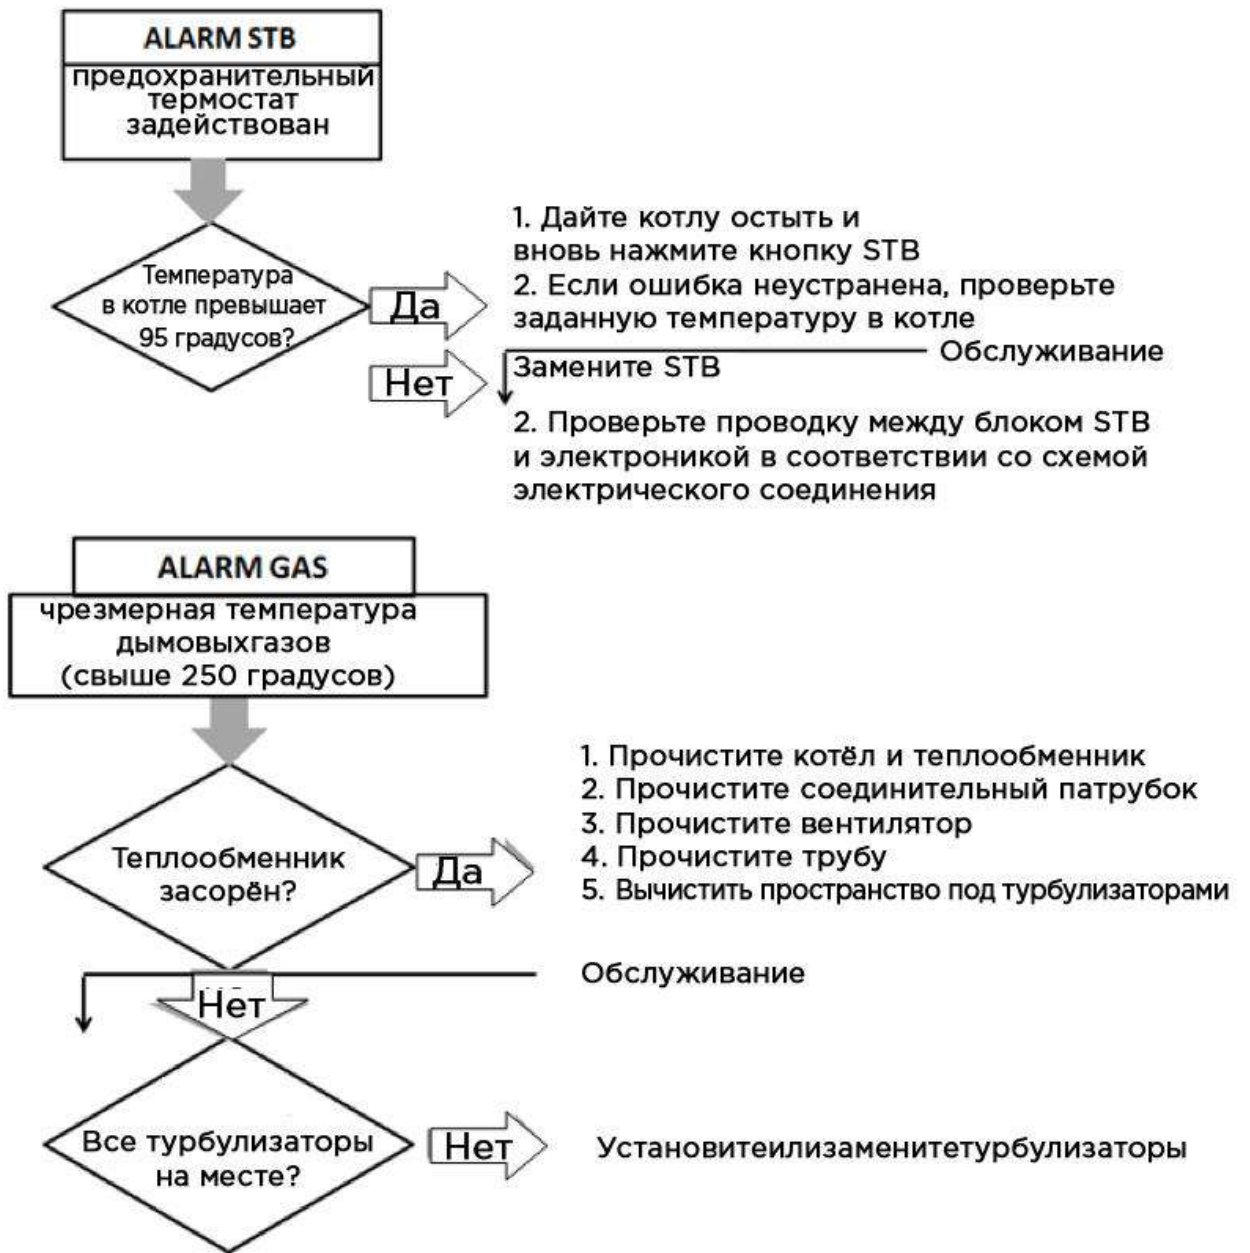 ALARM STB
предохранительный
термостат
задействован
Температура
в котле превышает
95 градусов?
Да
1. Дайте котлу остыть и
вновь нажмите кнопку STB
2. Если ошибка неустранена, проверьте
заданную температуру в котле
Обслуживание
Нет
Замените STB
2. Проверьте проводку между блоком STB
и электроникой в соответствии со схемой
электрического соединения
ALARM GAS
чрезмерная температура
дымовыхгазов
(свыше 250 градусов)
Теплообменник
засорён?
Да
1. Прочистите котёл и теплообменник
2. Прочистите соединительный патрубок
3. Прочистите вентилятор
4. Прочистите трубу
5. Вычистить пространство под турбулизаторами
Обслуживание
Нет
Все турбулизаторы
на месте?
Нет
Установитеилизаменитетурбулизаторы